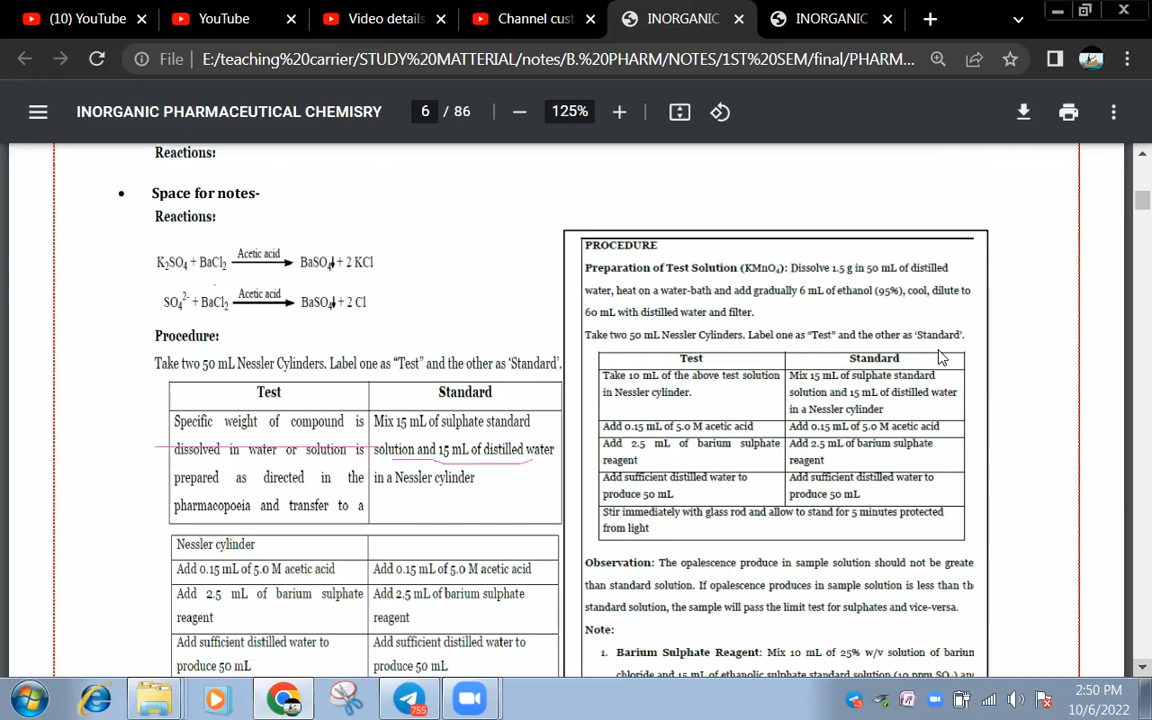 (10) YouTube
YouTube
Video details
Channel cust
INORGANIC
INORGANIC
File
E:/teaching%20carrier/STUDY%20MATTERIAL/notes/B.%20PHARM/NOTES/1ST%20SEM/final/PHARM...
INORGANIC PHARMACEUTICAL CHEMISRY
6 / 86
125%
Reactions:
• Space for notes-
Reactions:
K2SO4 + BaCl2 Acetic acid BaSO4 + 2 KCl
SO4 2- + BaCl2 Acetic acid BaSO4 + 2 Cl
Procedure:
Take two 50 mL Nessler Cylinders. Label one as “Test” and the other as ‘Standard’.
Test
Standard
Specific weight of compound is
dissolved in water or solution is
prepared as directed in the
pharmacopoeia and transfer to a
Mix 15 mL of sulphate standard
solution and 15 mL of distilled water
in a Nessler cylinder
Nessler cylinder
Add 0.15 mL of 5.0 M acetic acid
Add 0.15 mL of 5.0 M acetic acid
Add 2.5 mL of barium sulphate
reagent
Add 2.5 mL of barium sulphate
reagent
Add sufficient distilled water to
produce 50 mL
Add sufficient distilled water to
produce 50 mL
PROCEDURE
Preparation of Test Solution (KMnO4): Dissolve 1.5 g in 50 mL of distilled
water, heat on a water-bath and add gradually 6 mL of ethanol (95%), cool, dilute to
60 mL with distilled water and filter.
Take two 50 mL Nessler Cylinders. Label one as “Test” and the other as ‘Standard’.
Test
Standard
Take 10 mL of the above test solution
in Nessler cylinder.
Mix 15 mL of sulphate standard
solution and 15 mL of distilled water
in a Nessler cylinder
Add 0.15 mL of 5.0 M acetic acid
Add 0.15 mL of 5.0 M acetic acid
Add 2.5 mL of barium sulphate
reagent
Add 2.5 mL of barium sulphate
reagent
Add sufficient distilled water to
produce 50 mL
Add sufficient distilled water to
produce 50 mL
Stir immediately with glass rod and allow to stand for 5 minutes protected
from light
Observation: The opalescence produce in sample solution should not be greate
than standard solution. If opalescence produces in sample solution is less than th
standard solution, the sample will pass the limit test for sulphates and vice-versa.
Note:
1. Barium Sulphate Reagent: Mix 10 mL of 25% w/v solution of barium
chloride and 15 mL of ethanolic sulphate standard solution (10 ppm SO4) and
755
2:50 PM
10/6/2022